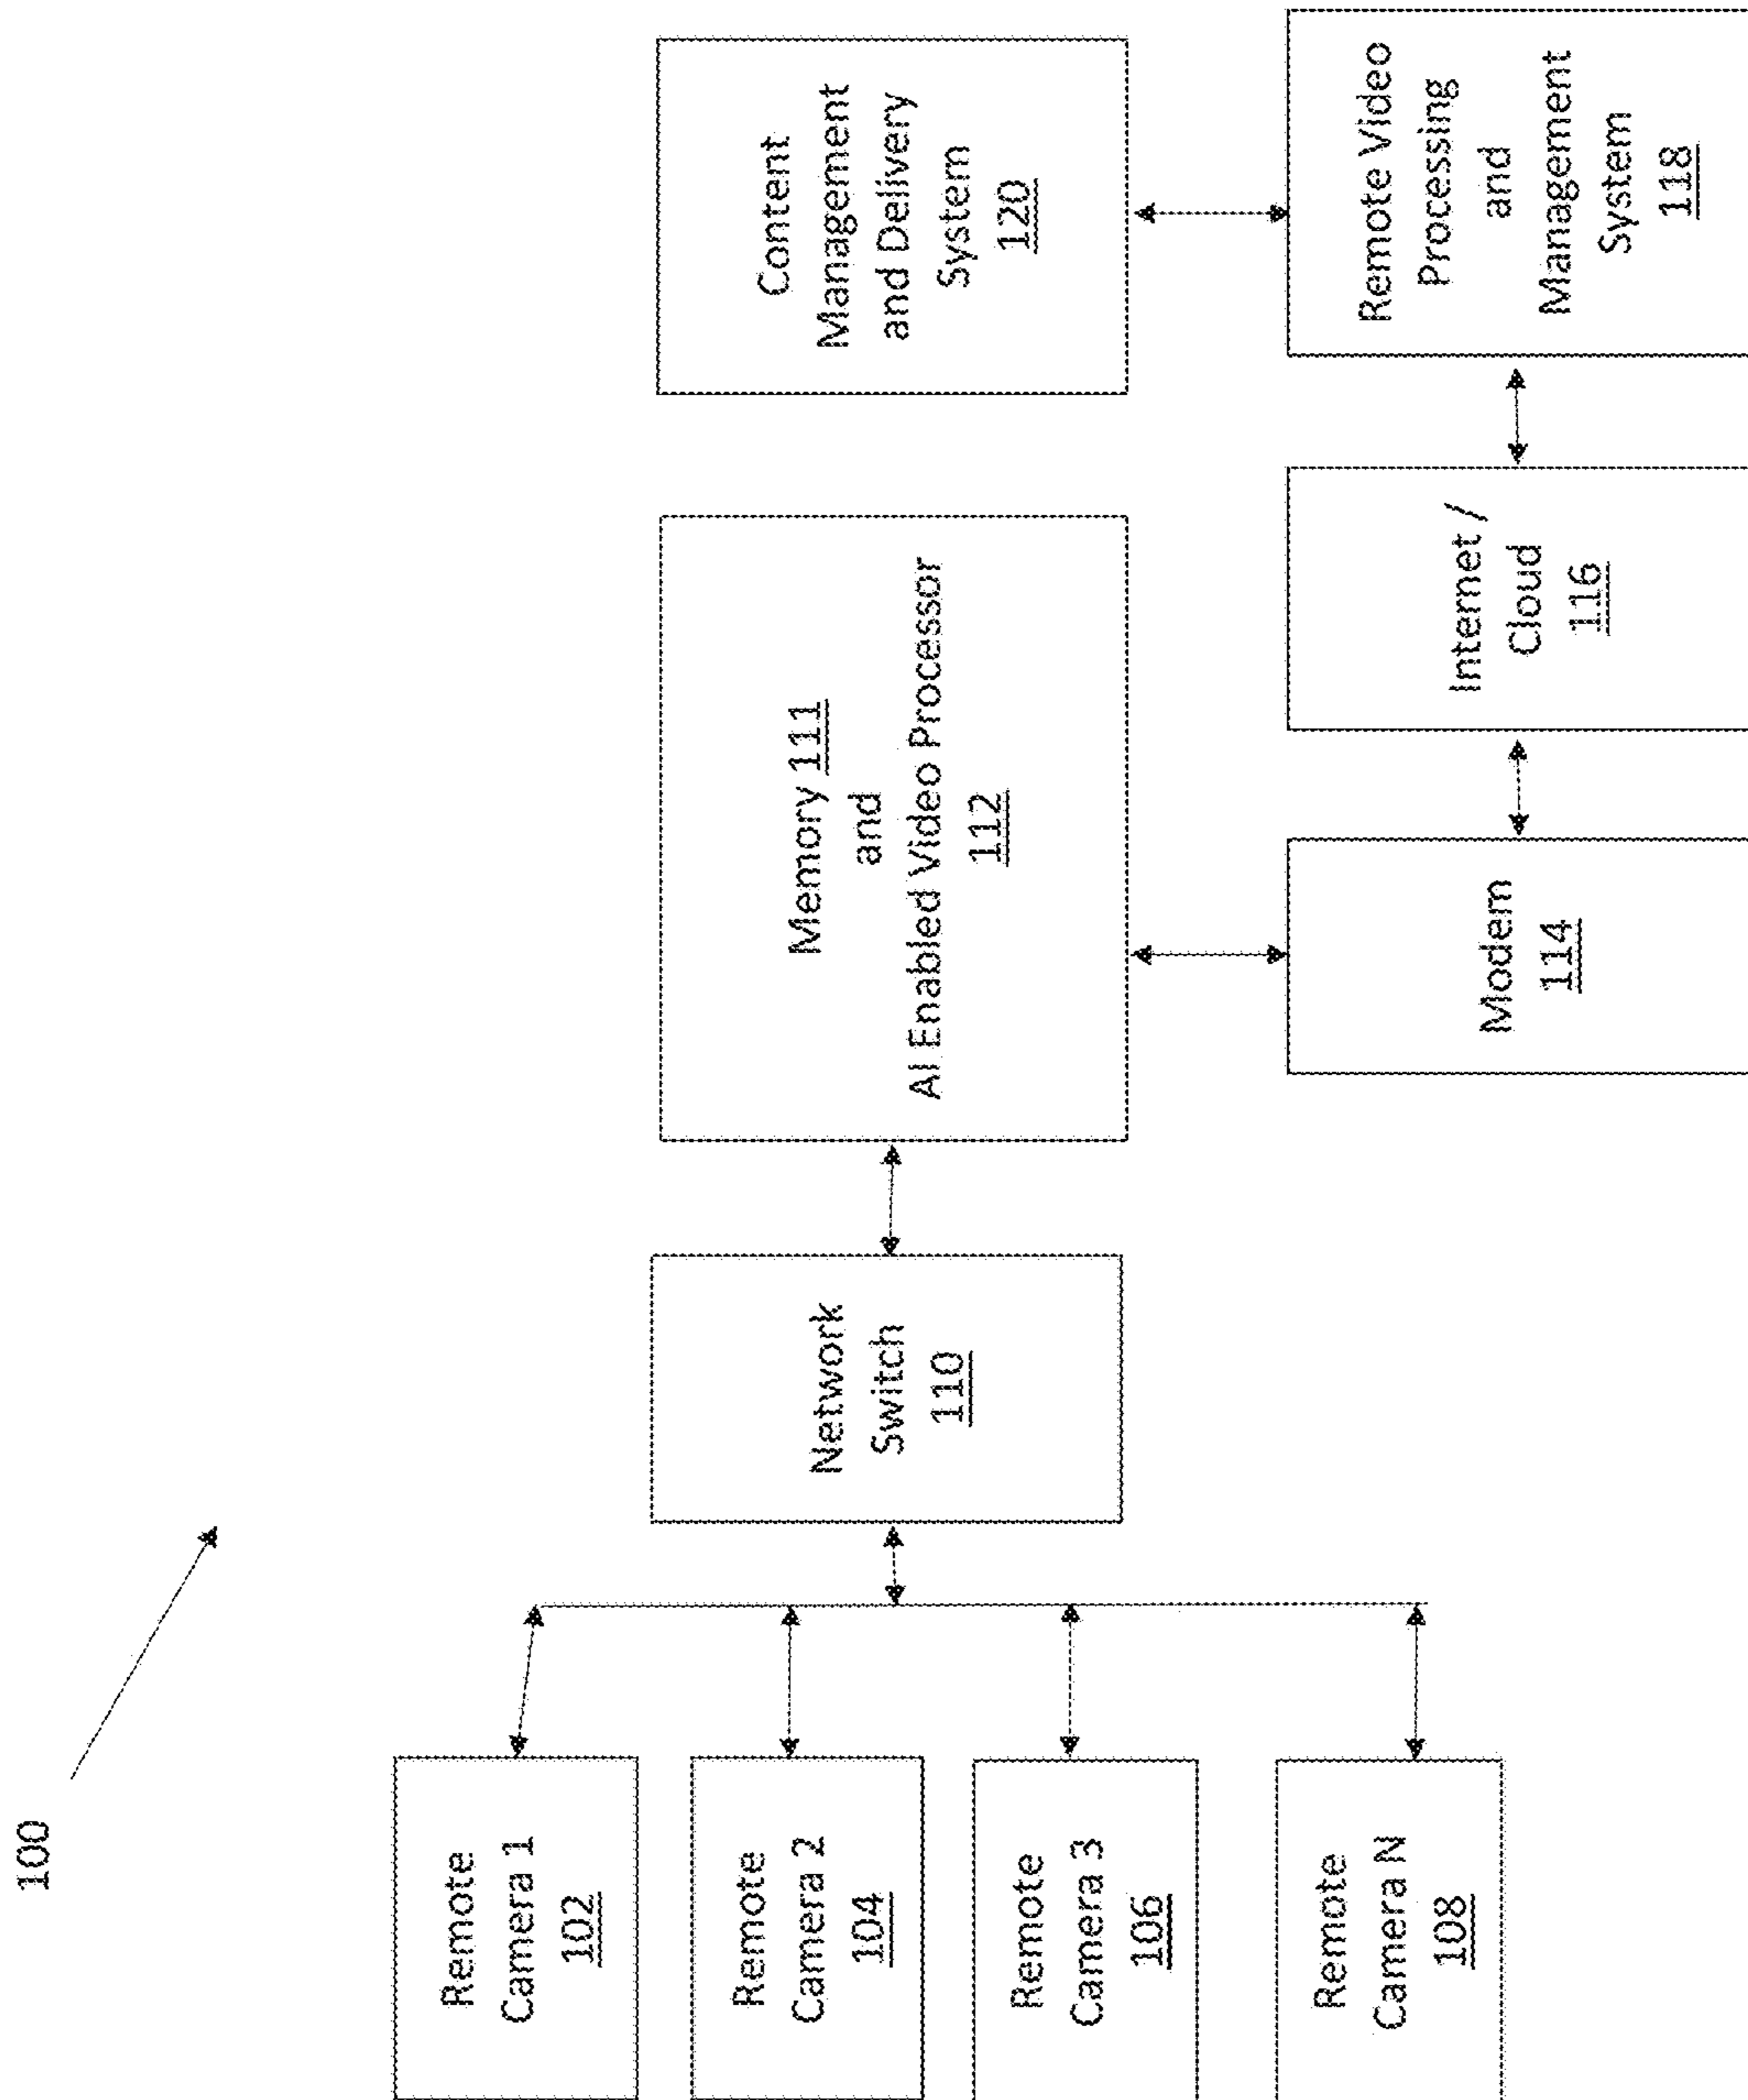 100
Remote
Camera 1
102
Remote
Camera 2
104
Remote
Camera 3
106
Remote
Camera N
108
Network
Switch
110
Memory 111
and
AI Enabled Video Processor
112
Modem
114
Internet /
Cloud
116
Remote Video
Processing
and
Management
System
118
Content
Management
and Delivery
System
120